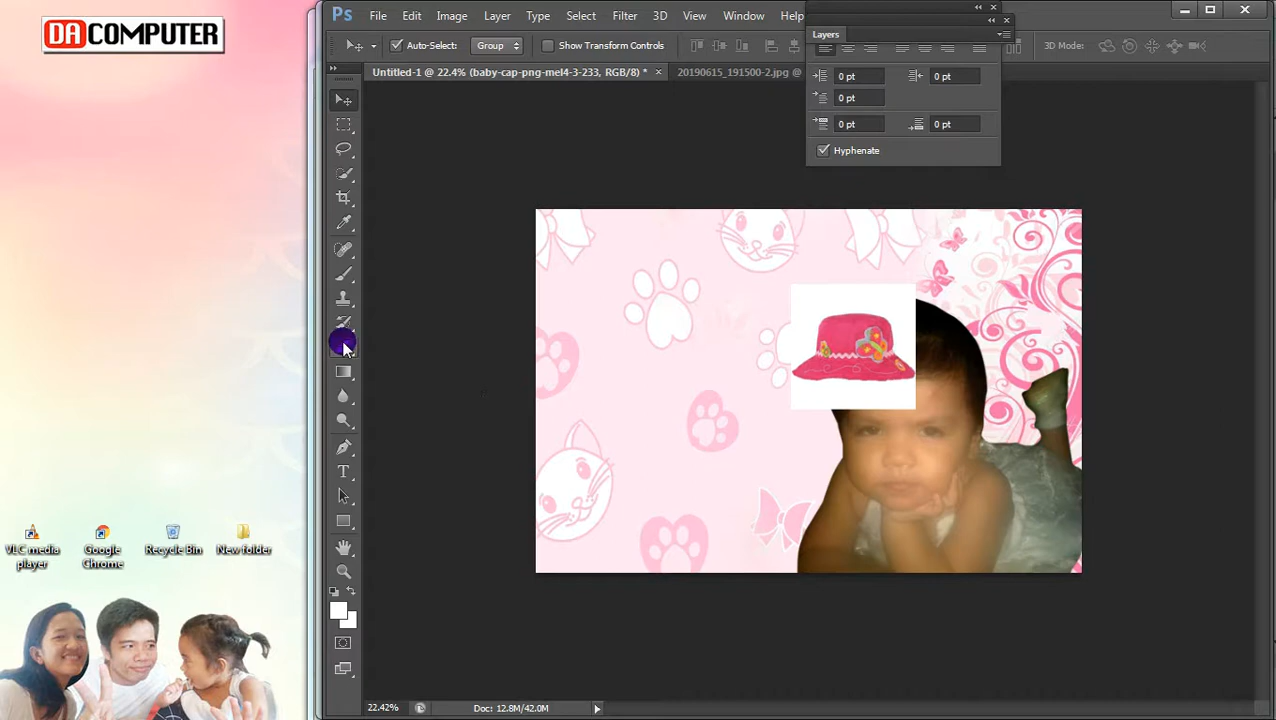 DACOMPUTER
Ps File Edit Image Layer Type Select Filter 3D View Window Help
Auto-Select: Group Show Transform Controls 3D Mode:
Layers
Untitled-1 @ 22.4% (baby-cap-png-mel4-3-233, RGB/8) * × 20190615_191500-2.jpg @
0 pt 0 pt
0 pt
0 pt 0 pt
Hyphenate
T
VLC media player
Google Chrome
Recycle Bin
New folder
22.42% Doc: 12.8M/42.0M